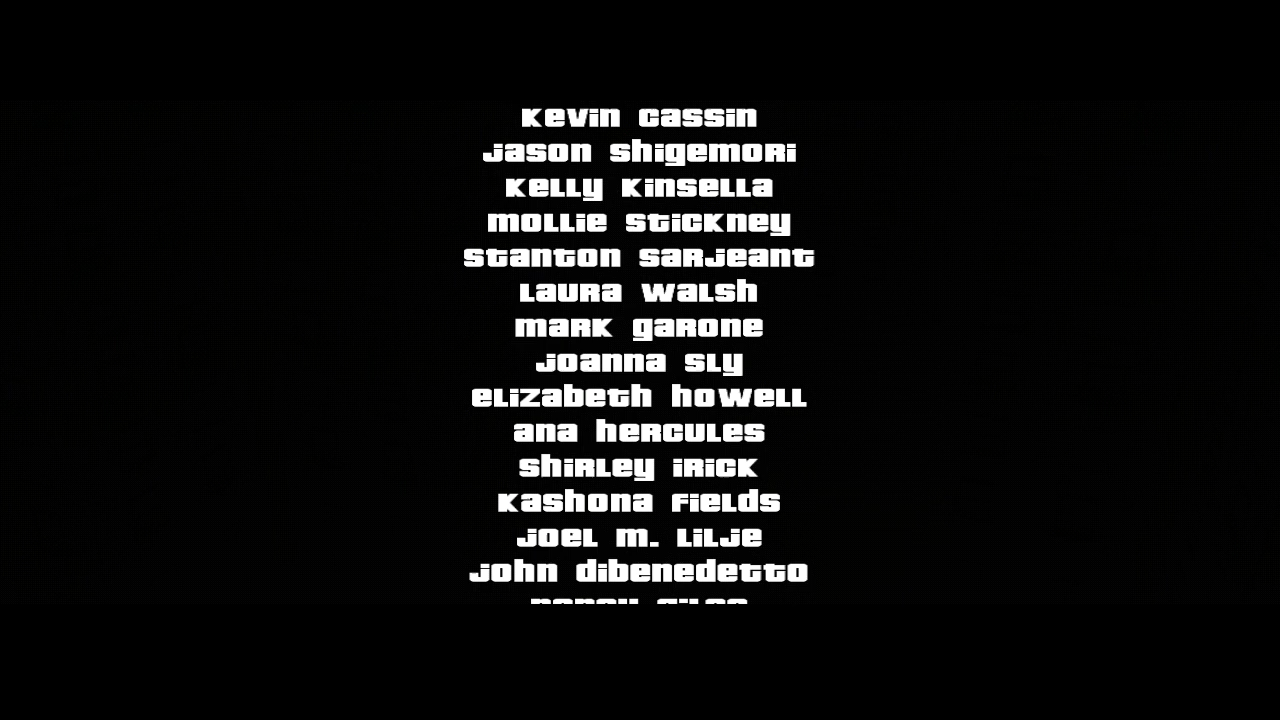 Kevin Cassin
Jason Shigemori
Kelly Kinsella
Mollie Stickney
Stanton Sarjeant
Laura Walsh
Mark Garone
Joanna Sly
Elizabeth Howell
Ana Hercules
Shirley Irick
Kashona Fields
Joel M. Lilje
John DiBenedetto